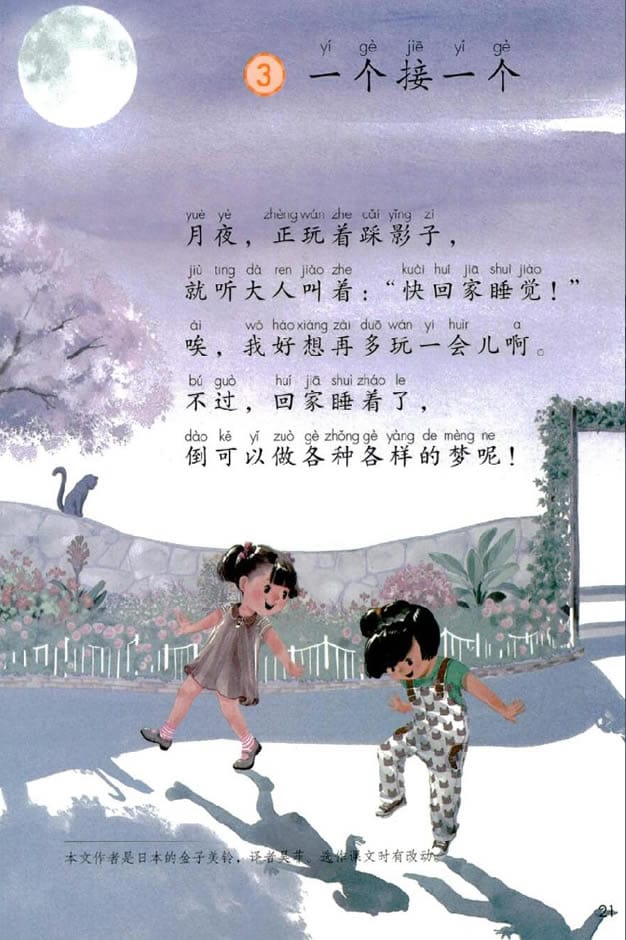 yí gè jiē yí gè
3 一个接一个
yuè yè zhèng wán zhe cǎi yǐng zi
月夜，正玩着踩影子，
jiù tīng dà ren jiào zhe kuài huí jiā shuì jiào
就听大人叫着：“快回家睡觉！”
ài wǒ hǎo xiǎng zài duō wán yí huìr a
唉，我好想再多玩一会儿啊。
bú guò huí jiā shuì zháo le
不过，回家睡着了，
dào kě yǐ zuò gè zhǒng gè yàng de mèng ne
倒可以做各种各样的梦呢！
本文作者是日本的金子美铃，译者吴菲。选作课文时有改动。
21